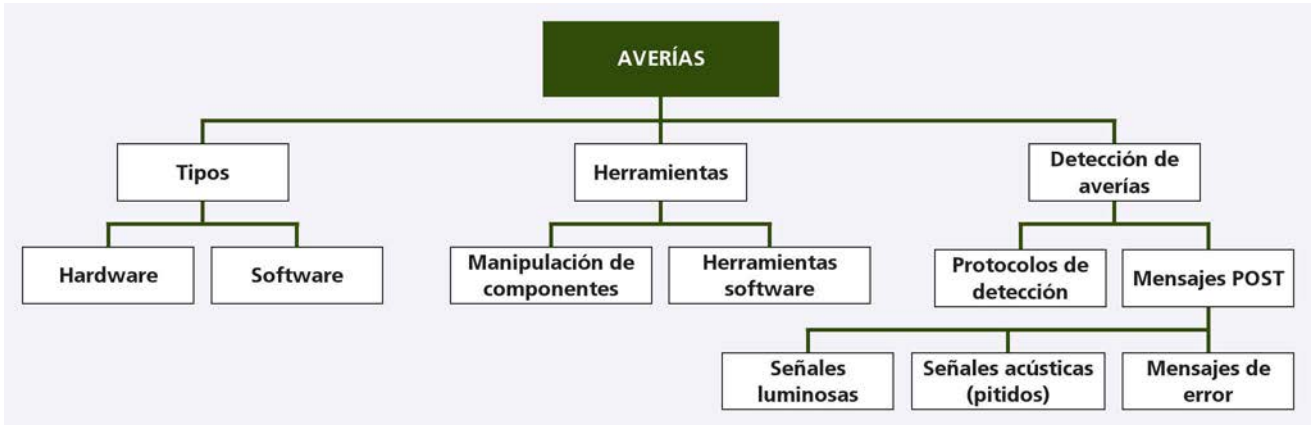 AVERÍAS
Tipos
Herramientas
Detección de
averías
Hardware
Software
Manipulación de
componentes
Herramientas
software
Protocolos de
detección
Mensajes POST
Señales
luminosas
Señales acústicas
(pitidos)
Mensajes de
error